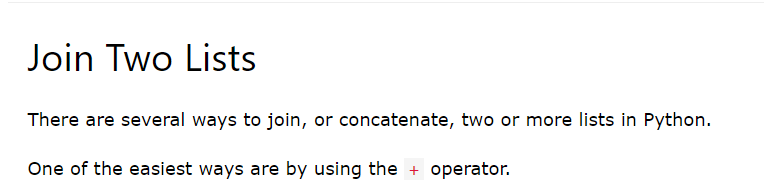 Join Two Lists
There are several ways to join, or concatenate, two or more lists in Python.
One of the easiest ways are by using the + operator.